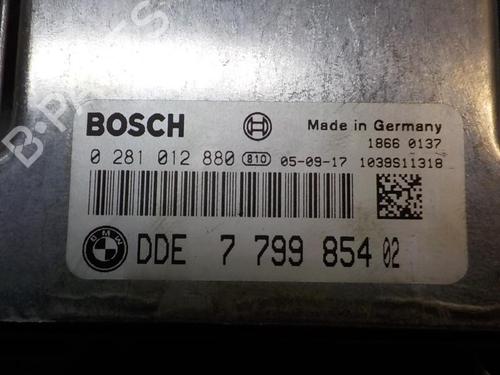 BOSCH
Made in Germany
1866 0137
0 281 012 880 810 05-09-17 1039S11318
BMW
DDE 7 799 854 02